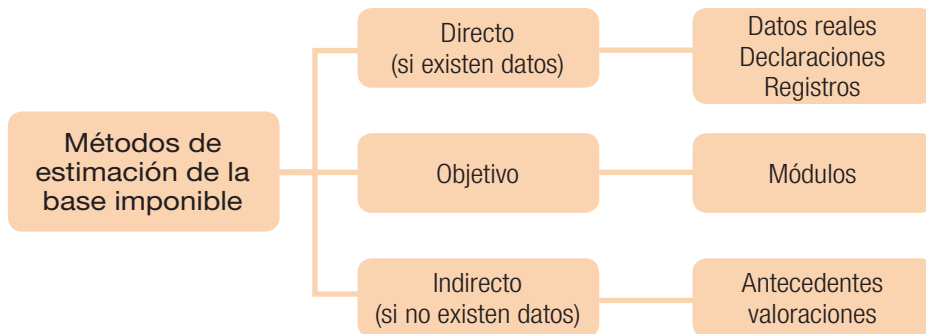 Métodos de
estimación de la
base imponible
Directo
(si existen datos)
Datos reales
Declaraciones
Registros
Objetivo
Módulos
Indirecto
(si no existen datos)
Antecedentes
valoraciones